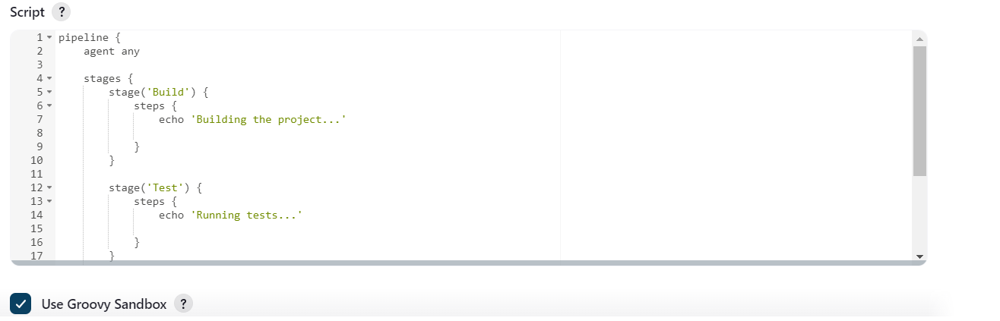 Script ?
1 pipeline {
2     agent any
3
4     stages {
5         stage('Build') {
6             steps {
7                 echo 'Building the project...'
8
9             }
10         }
11
12         stage('Test') {
13             steps {
14                 echo 'Running tests...'
15
16             }
17         }
Use Groovy Sandbox ?